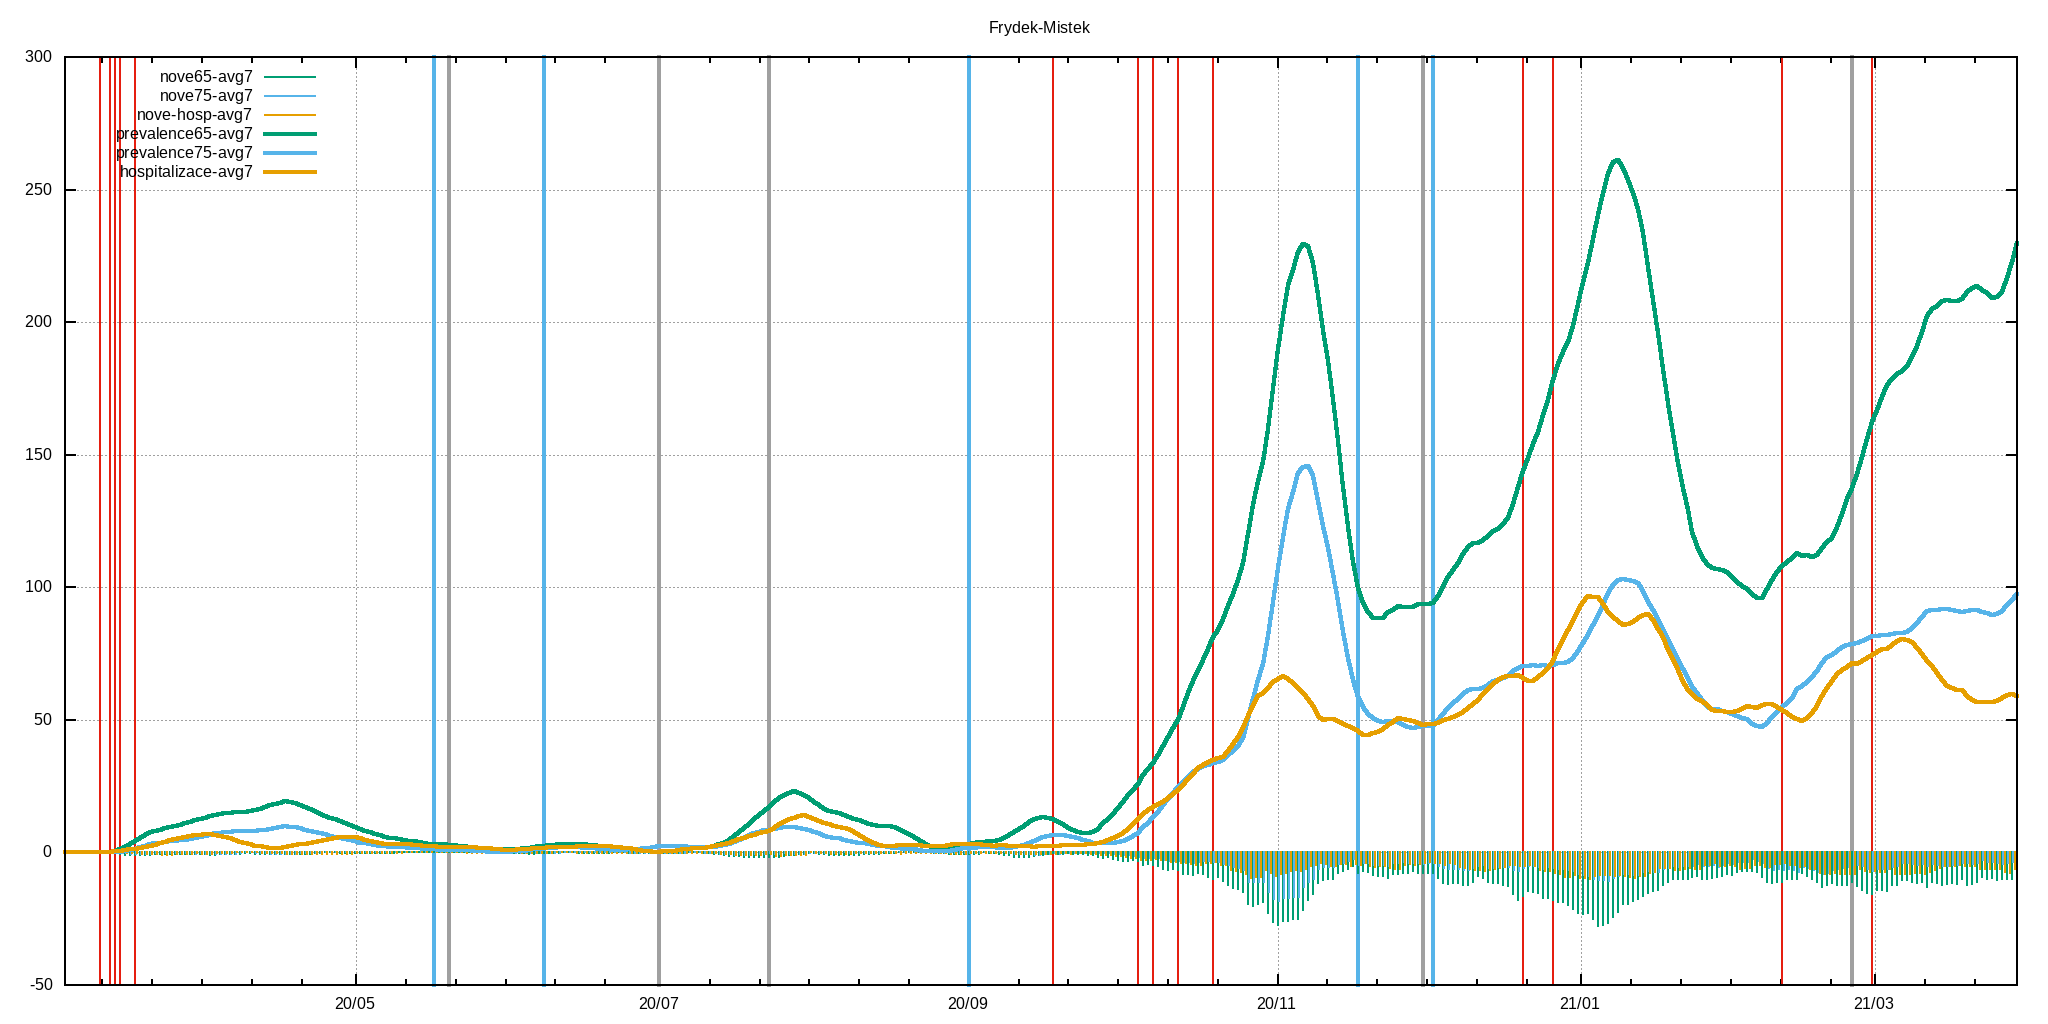 Frydek-Mistek
300
250
200
150
100
50
0
-50
nove65-avg7
nove75-avg7
nove-hosp-avg7
prevalence65-avg7
prevalence75-avg7
hospitalizace-avg7
20/05 20/07 20/09 20/11 21/01 21/03